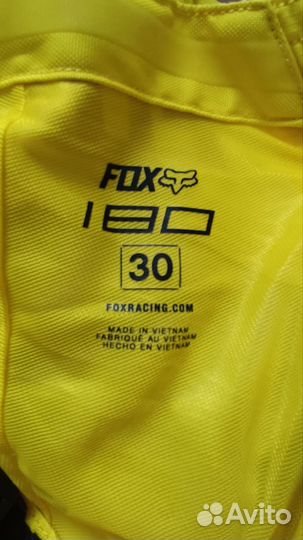 FOX
180
30
FOXRACING.COM
MADE IN VIETNAM
FABRIQUÉ AU VIETNAM
HECHO EN VIETNAM
Avito